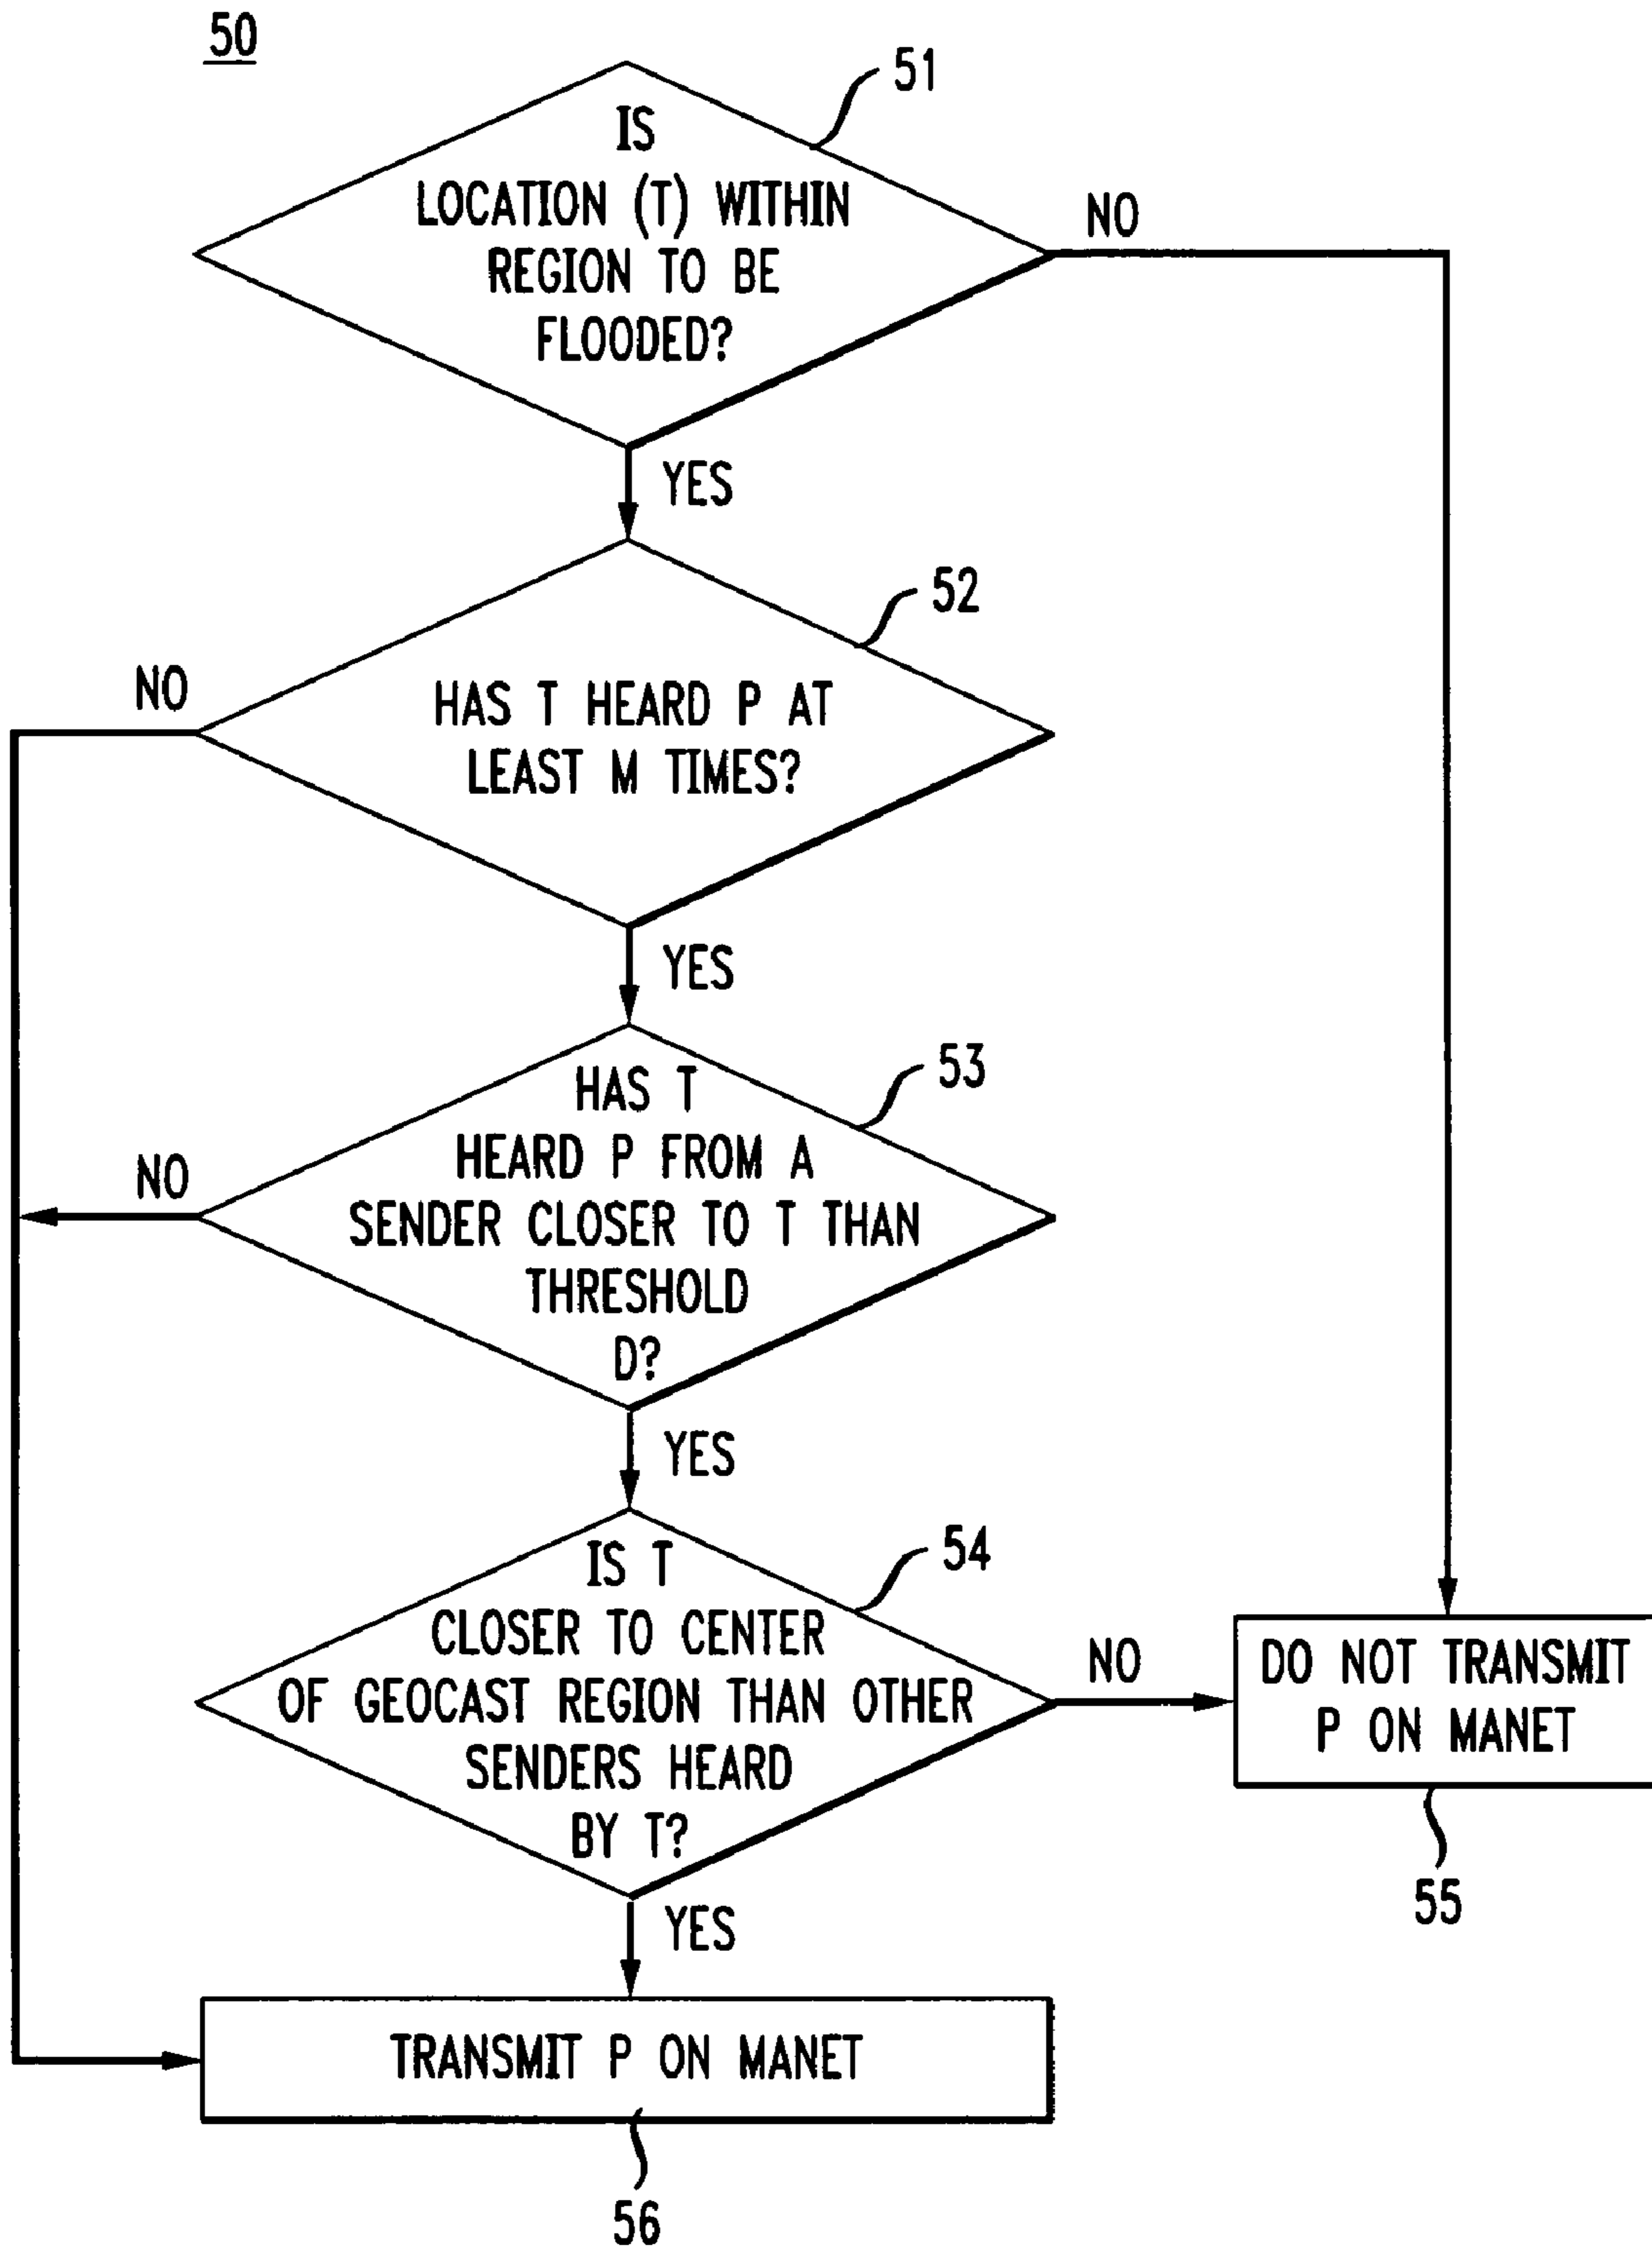 50
51
IS
LOCATION (T) WITHIN
REGION TO BE
FLOODED?
NO
YES
52
NO
HAS T HEARD P AT
LEAST M TIMES?
YES
53
HAS T
HEARD P FROM A
SENDER CLOSER TO T THAN
THRESHOLD
D?
NO
YES
54
IS T
CLOSER TO CENTER
OF GEOCAST REGION THAN OTHER
SENDERS HEARD
BY T?
NO
DO NOT TRANSMIT
P ON MANET
55
YES
TRANSMIT P ON MANET
56